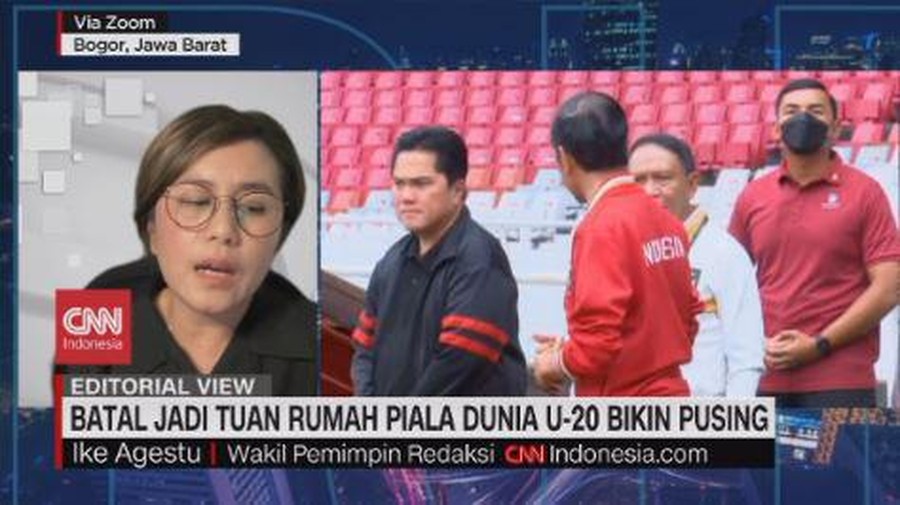 Via Zoom
Bogor, Jawa Barat
NDESI
CNN
Indonesia
EDITORIAL VIEW
BATAL JADI TUAN RUMAH PIALA DUNIA U-20 BIKIN PUSING
Ike Agestu | Wakil Pemimpin Redaksi CNN Indonesia.com